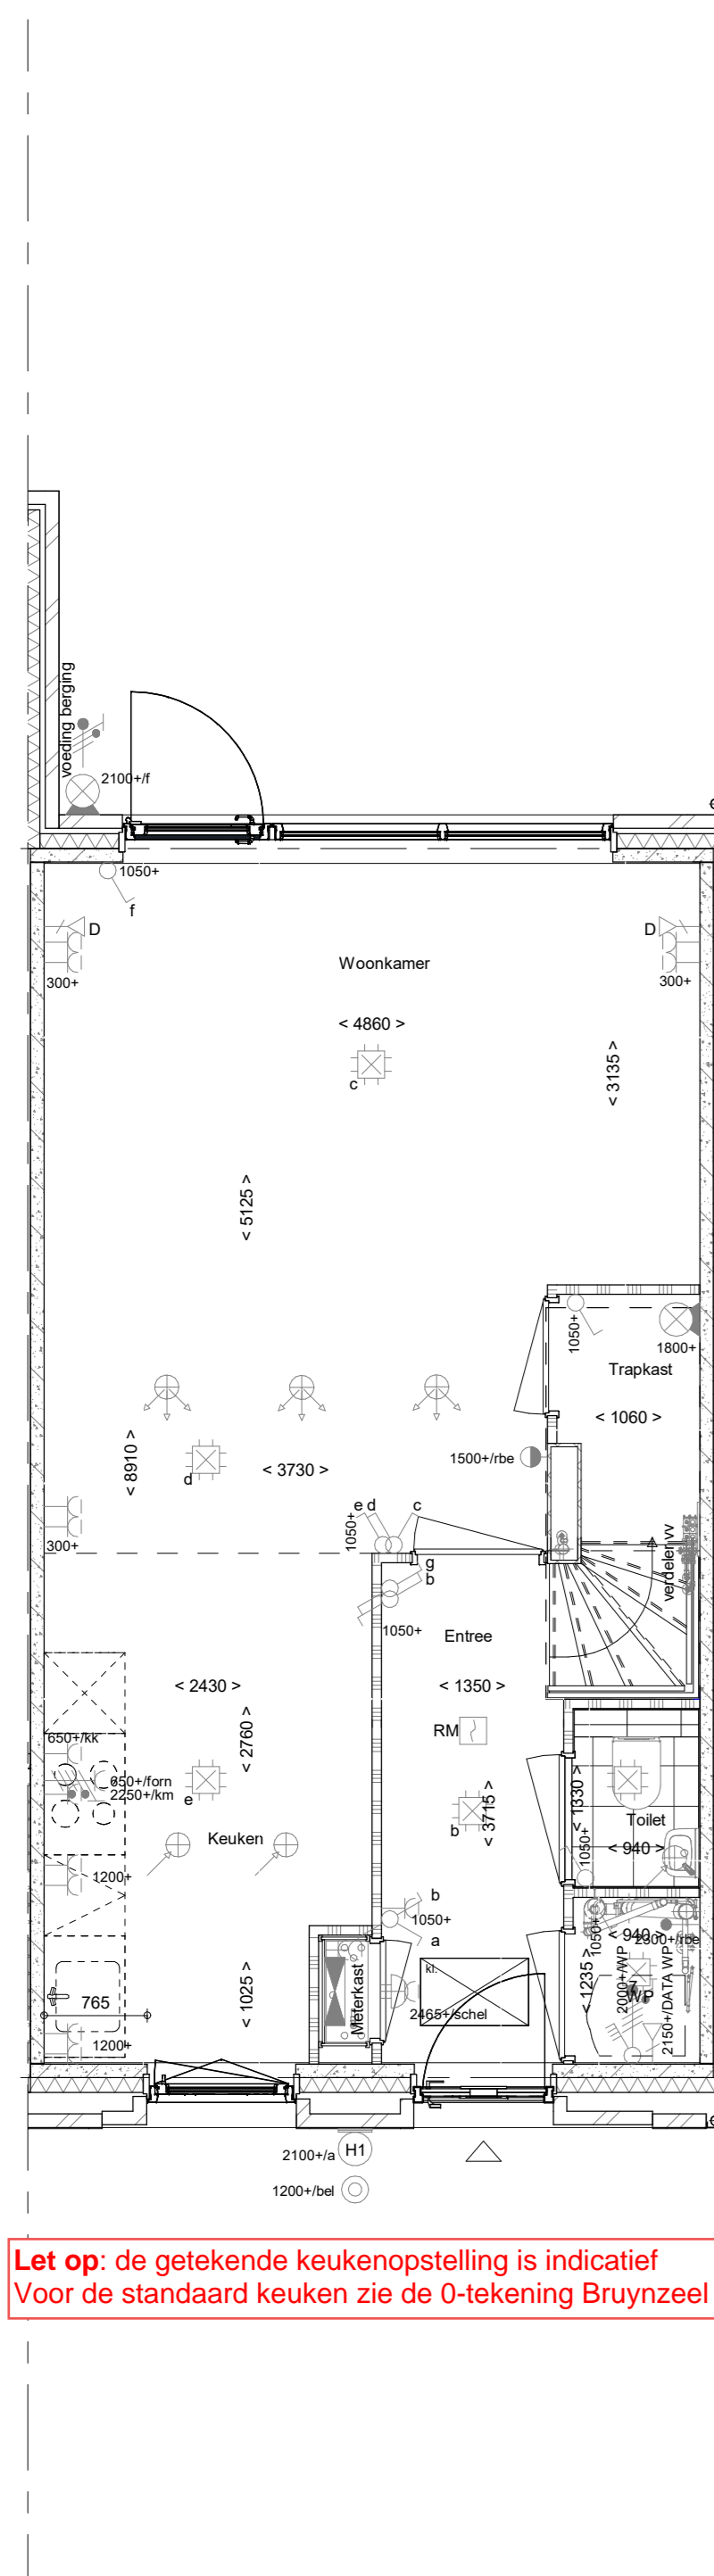 voeding berging
2100+/f
1050+
f
D
D
300+
300+
Woonkamer
< 4860 >
c
< 3135 >
< 5125 >
1050+
1800+
Trapkast
< 1060 >
< 8910 >
d
< 3730 >
1500+/rbe
300+
1050+
e d
c
verdeler vv
g
b
1050+
Entree
< 2430 >
< 1350 >
RM
650+/kk
< 2760 >
650+/forn
2250+/km
e
Keuken
b
< 3715 >
< 1330 >
Toilet
< 940 >
1050+
1200+
b
1050+
a
< 940 >
1050+
2300+/rbe
kl.
Meterkast
765
< 1025 >
2465+/schel
< 1235 >
2000+/WP
7
WP
2150+/DATA WP
1200+
2100+/a
H1
1200+/bel
Let op: de getekende keukenopstelling is indicatief
Voor de standaard keuken zie de 0-tekening Bruynzeel